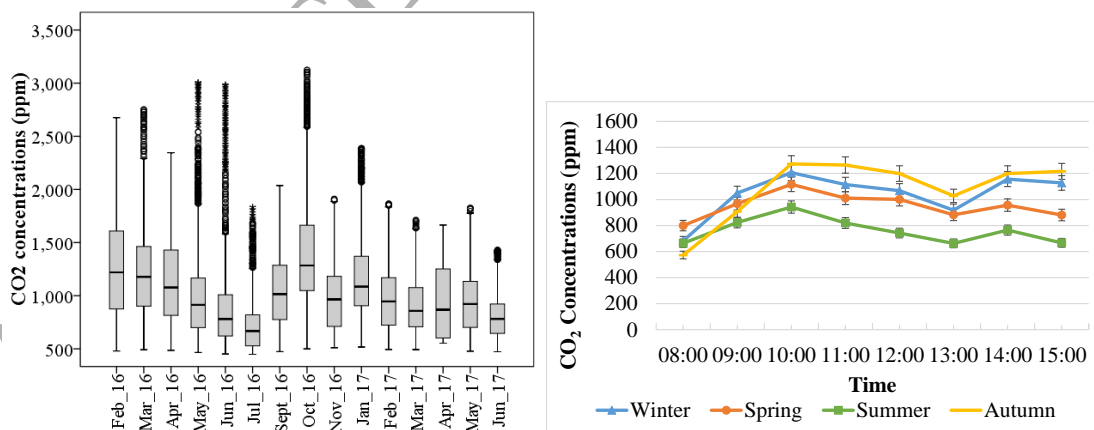 CO2 concentrations (ppm)
3,500
3,000
2,500
2,000
1,500
1,000
500
Feb_16
Mar_16
Apr_16
May_16
Jun_16
Jul_16
Sept_16
Oct_16
Nov_16
Jan_17
Feb_17
Mar_17
Apr_17
May_17
Jun_17
CO₂ Concentrations (ppm)
1600
1400
1200
1000
800
600
400
200
0
08:00 09:00 10:00 11:00 12:00 13:00 14:00 15:00
Time
Winter Spring Summer Autumn